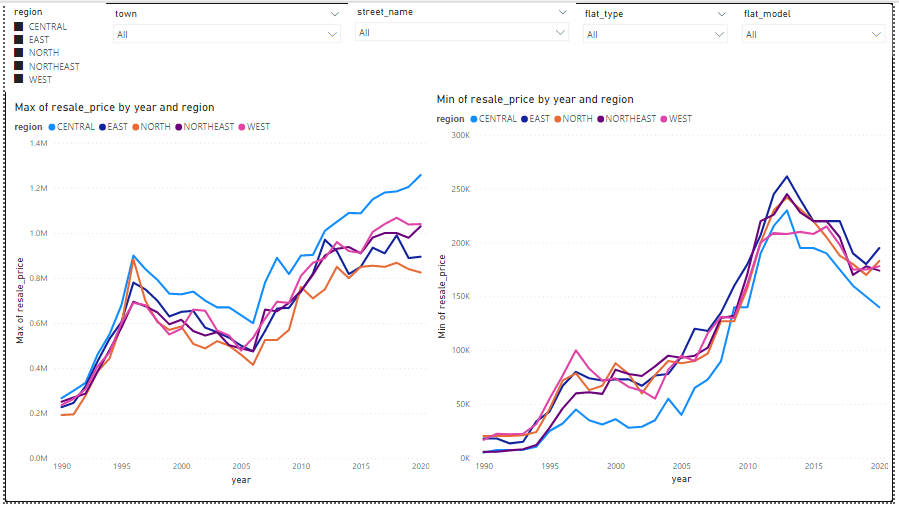 region
CENTRAL
EAST
NORTH
NORTHEAST
WEST
town
All
street_name
All
flat_type
All
flat_model
All
Max of resale_price by year and region
region CENTRAL EAST NORTH NORTHEAST WEST
1.4M
1.2M
1.0M
0.8M
0.6M
0.4M
0.2M
0.0M
Max of resale_price
1990 1995 2000 2005 2010 2015 2020
year
Min of resale_price by year and region
region CENTRAL EAST NORTH NORTHEAST WEST
300K
250K
200K
150K
100K
50K
0K
Min of resale_price
1990 1995 2000 2005 2010 2015 2020
year